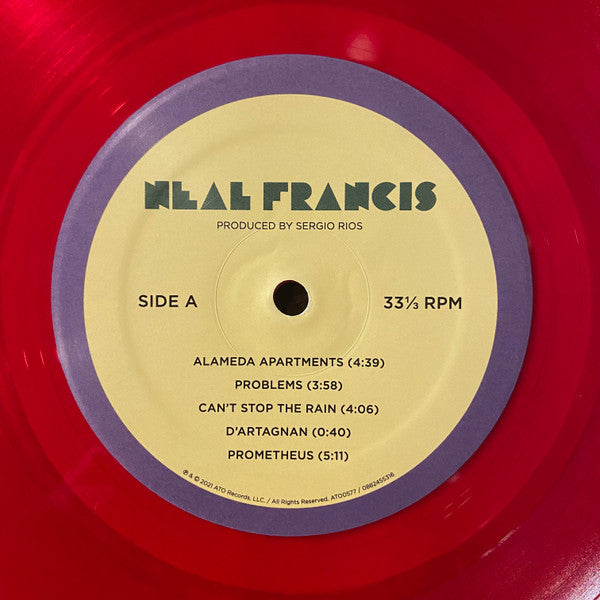 NEAL FRANCIS
PRODUCED BY SERGIO RIOS
SIDE A
33⅓ RPM
ALAMEDA APARTMENTS (4:39)
PROBLEMS (3:58)
CAN'T STOP THE RAIN (4:06)
D'ARTAGNAN (0:40)
PROMETHEUS (5:11)
℗ & © 2021 ATO Records, LLC. / All Rights Reserved. ATO0577 / 0882455316